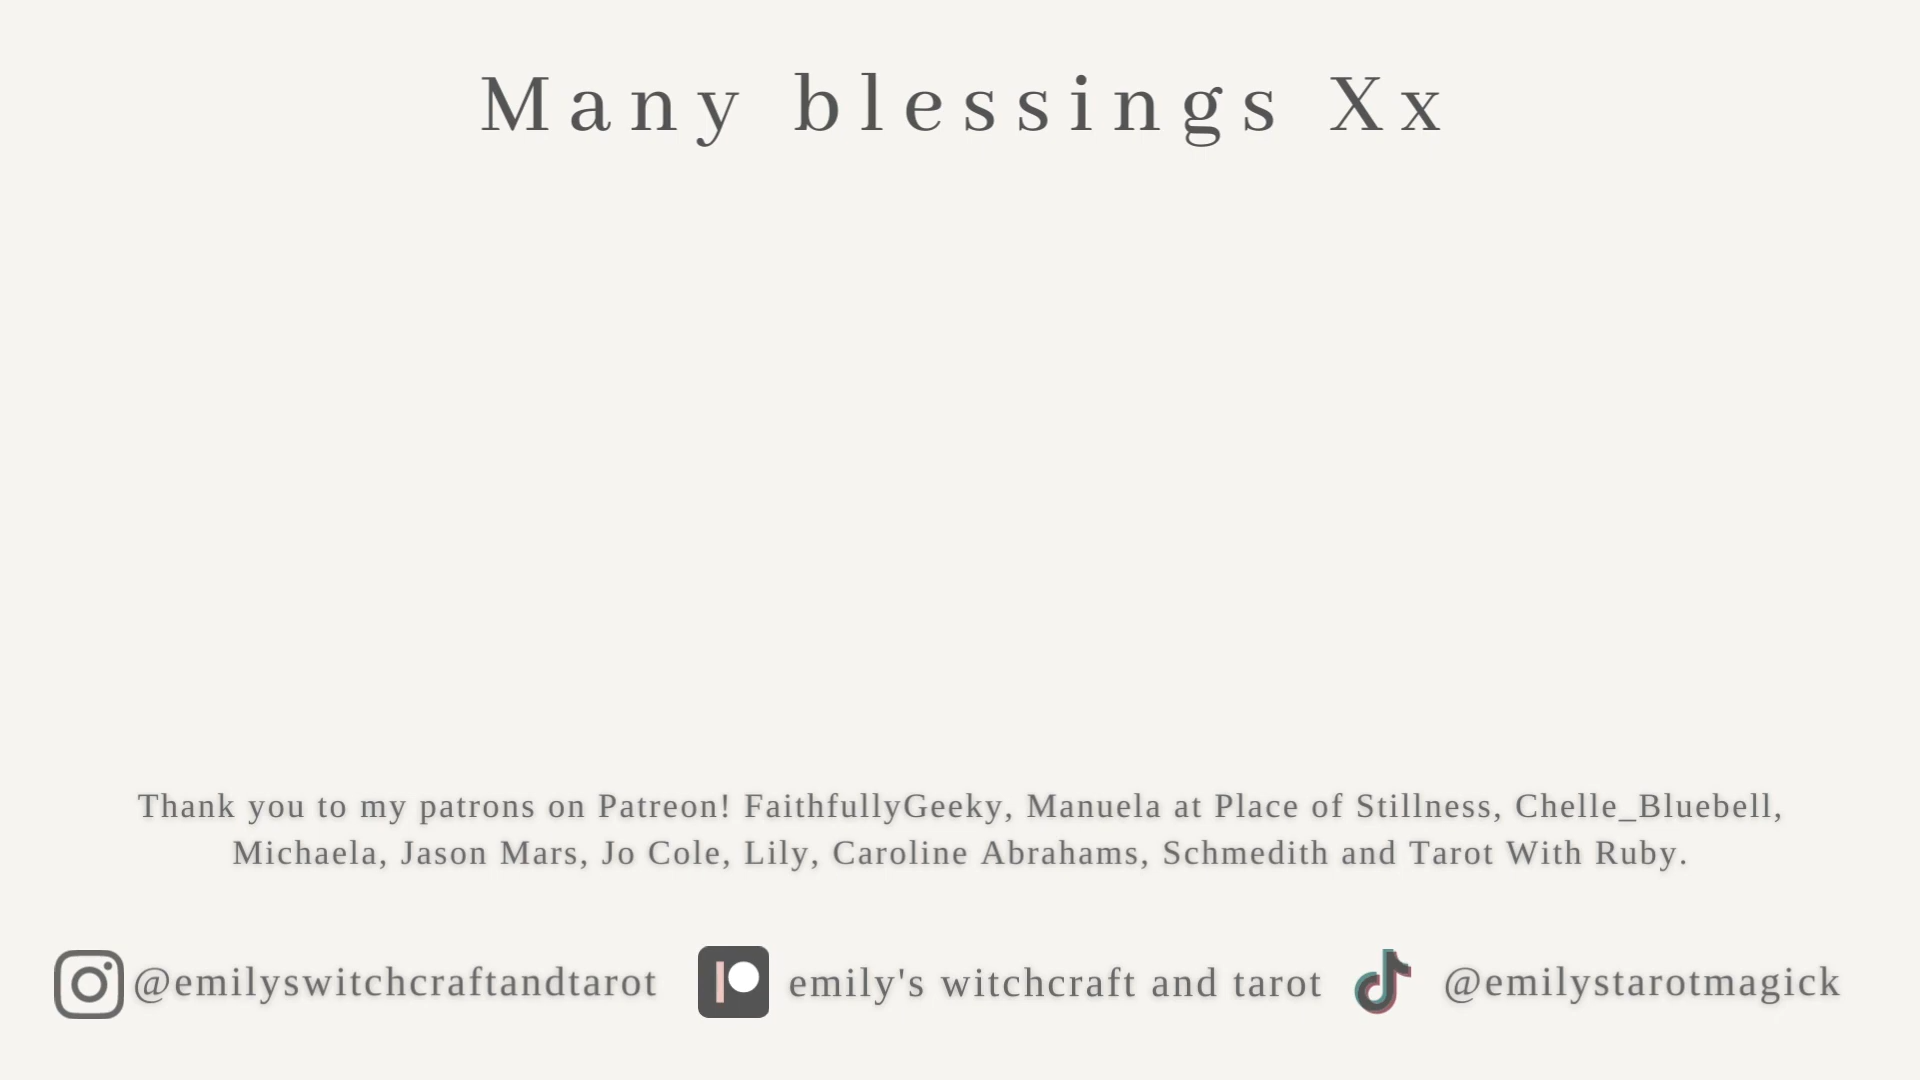 Many blessings Xx
Thank you to my patrons on Patreon! FaithfullyGeeky, Manuela at Place of Stillness, Chelle_Bluebell,
Michaela, Jason Mars, Jo Cole, Lily, Caroline Abrahams, Schmedith and Tarot With Ruby.
@emilyswitchcraftandtarot emily's witchcraft and tarot @emilystarotmagick